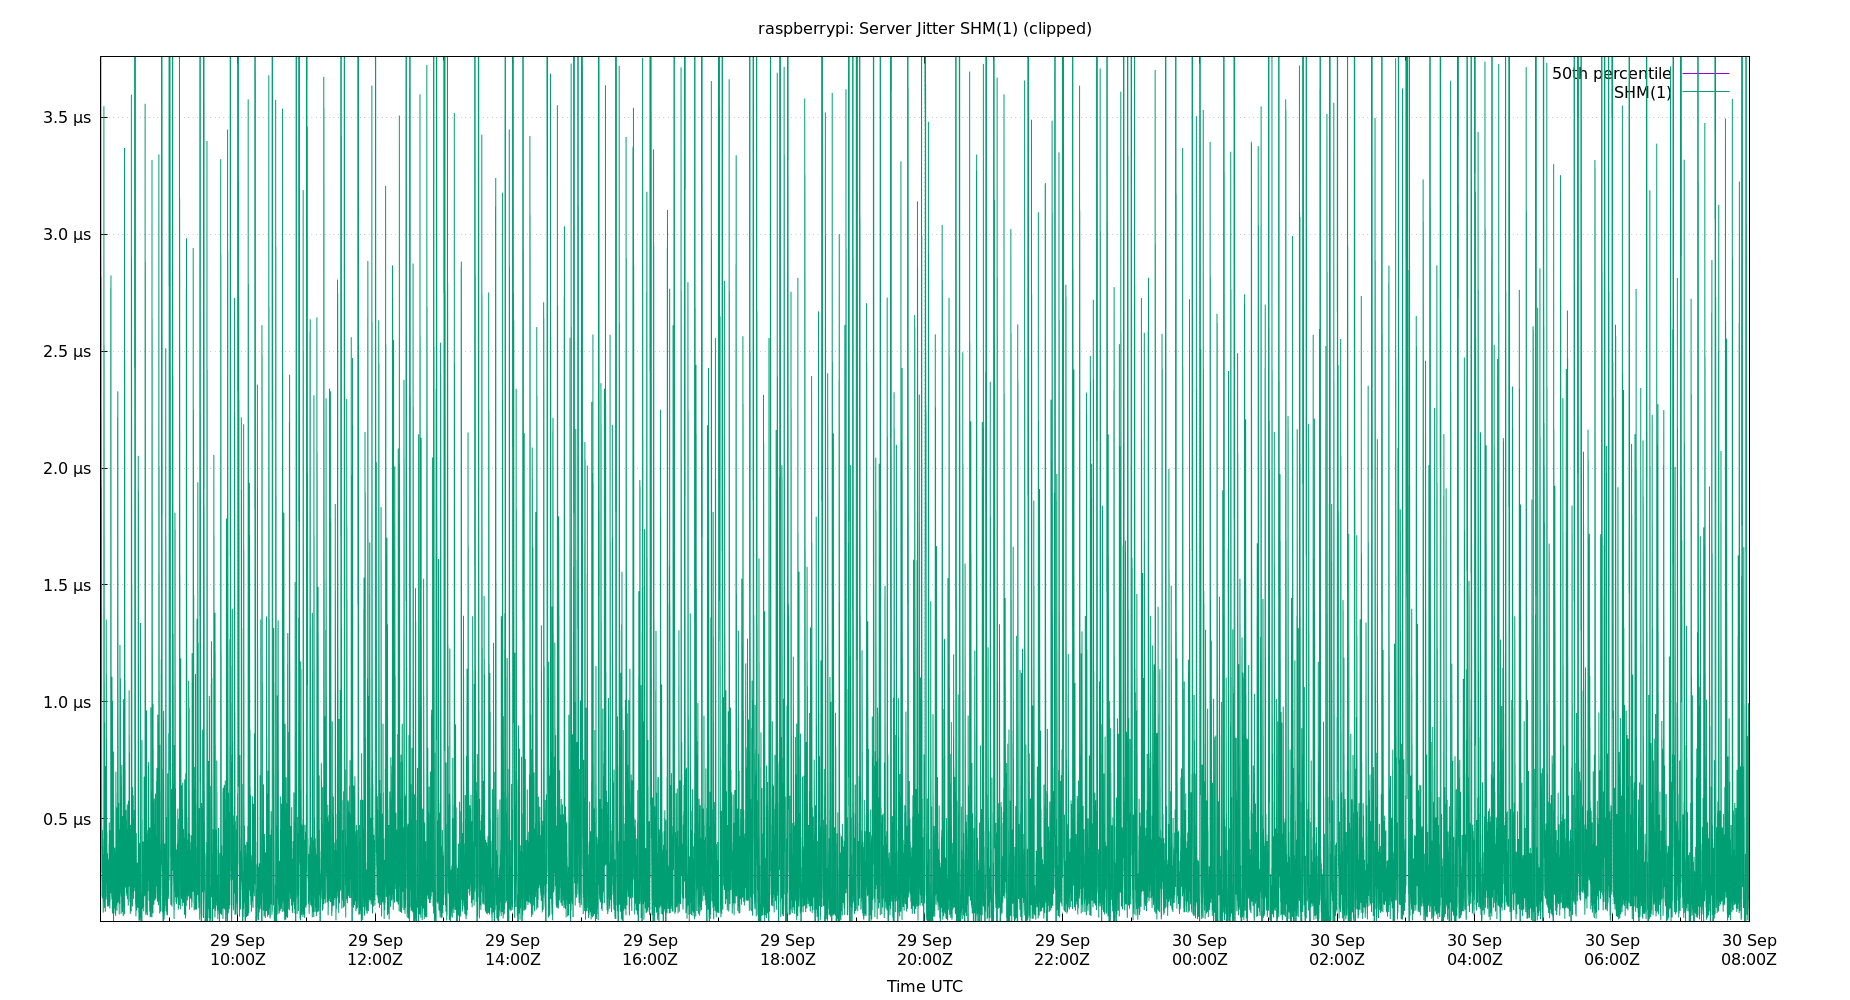 raspberrypi: Server Jitter SHM(1) (clipped)
50th percentile
SHM(1)
3.5 µs
3.0 µs
2.5 µs
2.0 µs
1.5 µs
1.0 µs
0.5 µs
29 Sep 29 Sep 29 Sep 29 Sep 29 Sep 29 Sep 29 Sep 30 Sep 30 Sep 30 Sep 30 Sep 30 Sep
10:00Z 12:00Z 14:00Z 16:00Z 18:00Z 20:00Z 22:00Z 00:00Z 02:00Z 04:00Z 06:00Z 08:00Z
Time UTC